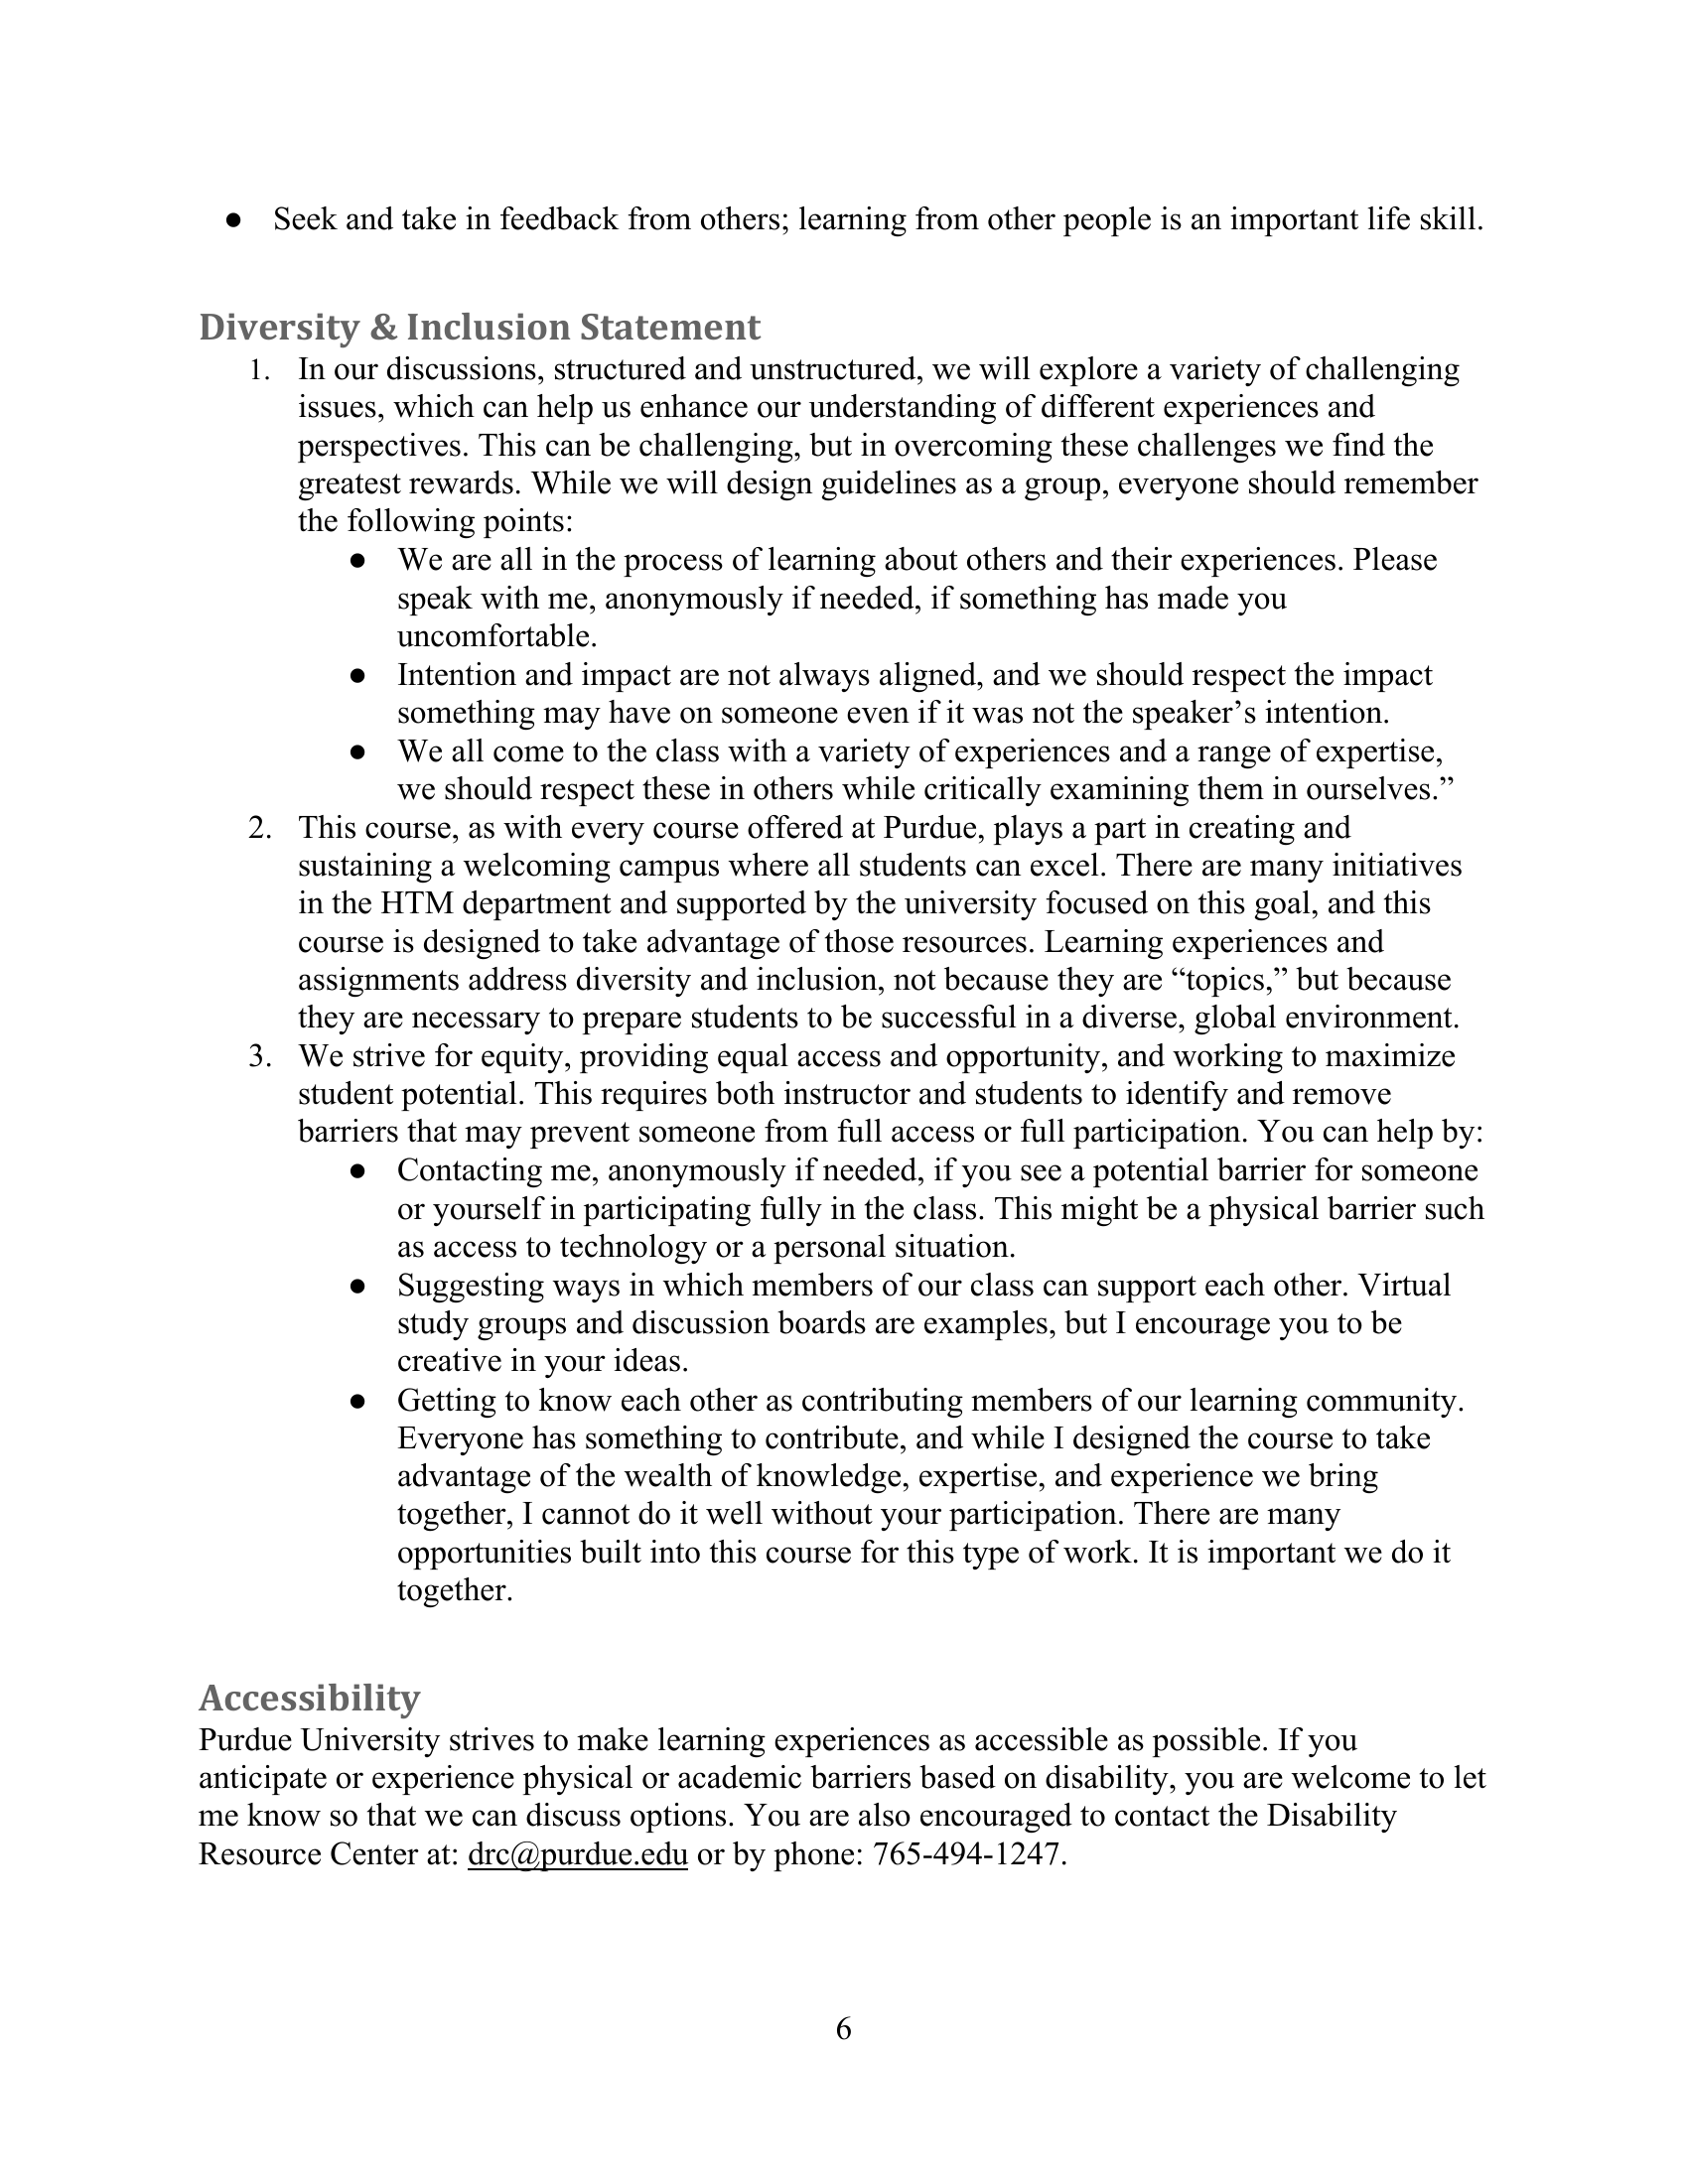 ● Seek and take in feedback from others; learning from other people is an important life skill.
Diversity & Inclusion Statement
1. In our discussions, structured and unstructured, we will explore a variety of challenging
issues, which can help us enhance our understanding of different experiences and
perspectives. This can be challenging, but in overcoming these challenges we find the
greatest rewards. While we will design guidelines as a group, everyone should remember
the following points:
● We are all in the process of learning about others and their experiences. Please
speak with me, anonymously if needed, if something has made you
uncomfortable.
● Intention and impact are not always aligned, and we should respect the impact
something may have on someone even if it was not the speaker’s intention.
● We all come to the class with a variety of experiences and a range of expertise,
we should respect these in others while critically examining them in ourselves.”
2. This course, as with every course offered at Purdue, plays a part in creating and
sustaining a welcoming campus where all students can excel. There are many initiatives
in the HTM department and supported by the university focused on this goal, and this
course is designed to take advantage of those resources. Learning experiences and
assignments address diversity and inclusion, not because they are “topics,” but because
they are necessary to prepare students to be successful in a diverse, global environment.
3. We strive for equity, providing equal access and opportunity, and working to maximize
student potential. This requires both instructor and students to identify and remove
barriers that may prevent someone from full access or full participation. You can help by:
● Contacting me, anonymously if needed, if you see a potential barrier for someone
or yourself in participating fully in the class. This might be a physical barrier such
as access to technology or a personal situation.
● Suggesting ways in which members of our class can support each other. Virtual
study groups and discussion boards are examples, but I encourage you to be
creative in your ideas.
● Getting to know each other as contributing members of our learning community.
Everyone has something to contribute, and while I designed the course to take
advantage of the wealth of knowledge, expertise, and experience we bring
together, I cannot do it well without your participation. There are many
opportunities built into this course for this type of work. It is important we do it
together.
Accessibility
Purdue University strives to make learning experiences as accessible as possible. If you
anticipate or experience physical or academic barriers based on disability, you are welcome to let
me know so that we can discuss options. You are also encouraged to contact the Disability
Resource Center at: drc@purdue.edu or by phone: 765-494-1247.
6